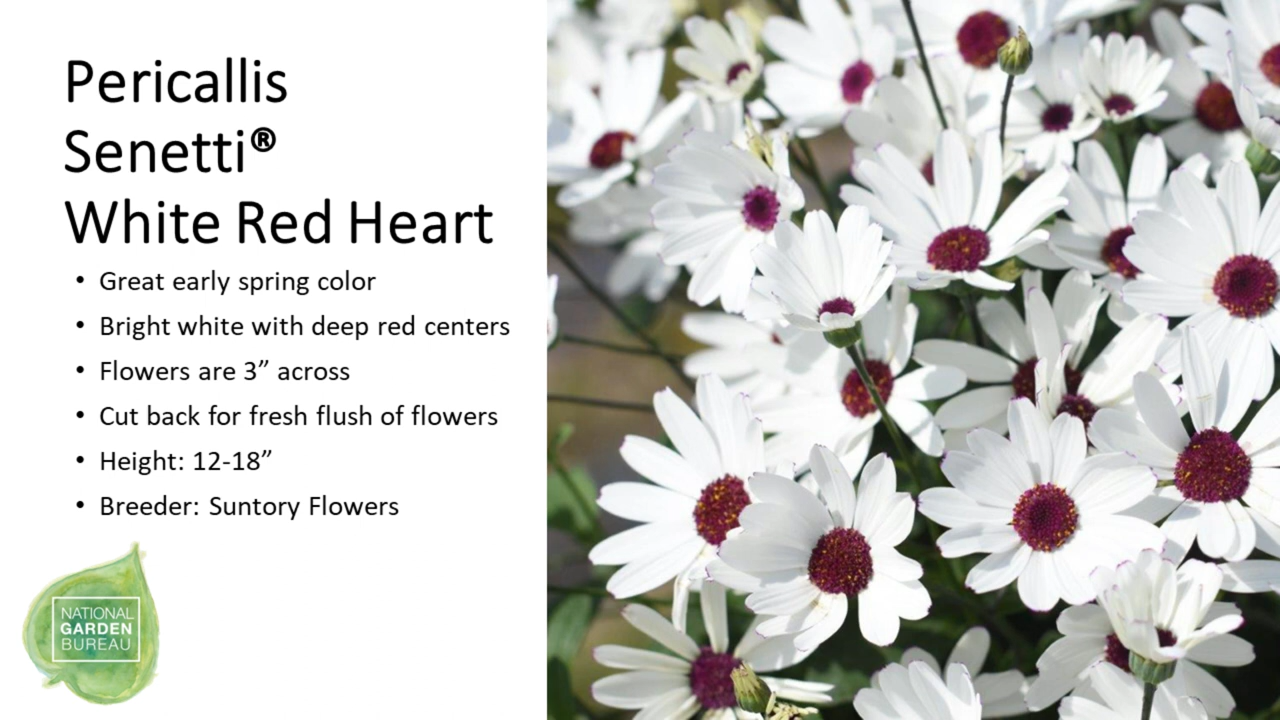 Pericallis
Senetti®
White Red Heart
• Great early spring color
• Bright white with deep red centers
• Flowers are 3” across
• Cut back for fresh flush of flowers
• Height: 12-18”
• Breeder: Suntory Flowers
NATIONAL
GARDEN
BUREAU